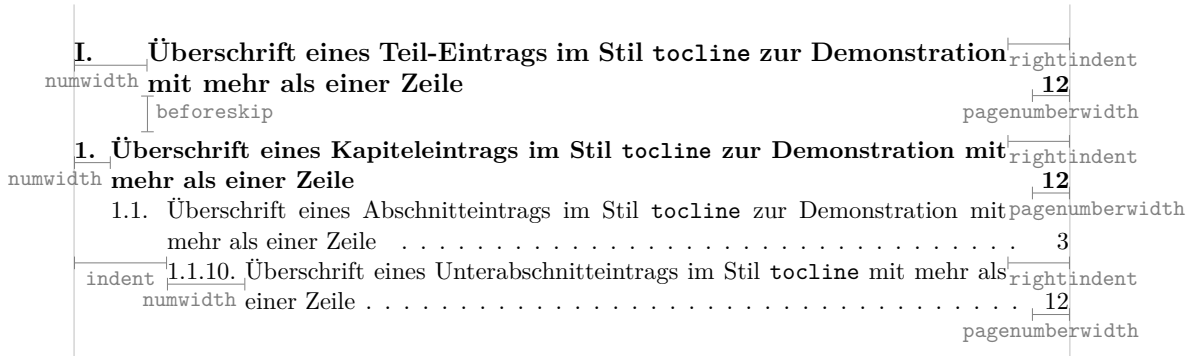 I. Überschrift eines Teil-Eintrags im Stil tocline zur Demonstration rightindent
numwidth mit mehr als einer Zeile 12
beforeskip pagenumberwidth
1. Überschrift eines Kapiteleintrags im Stil tocline zur Demonstration mit rightindent
numwidth mehr als einer Zeile 12
1.1. Überschrift eines Abschnitteintrags im Stil tocline zur Demonstration mit pagenumberwidth
mehr als einer Zeile . . . . . . . . . . . . . . . . . . . . . . . . . . . . . . . 3
indent 1.1.10. Überschrift eines Unterabschnitteintrags im Stil tocline mit mehr als rightindent
numwidth einer Zeile . . . . . . . . . . . . . . . . . . . . . . . . . . . . . . . . . 12
pagenumberwidth